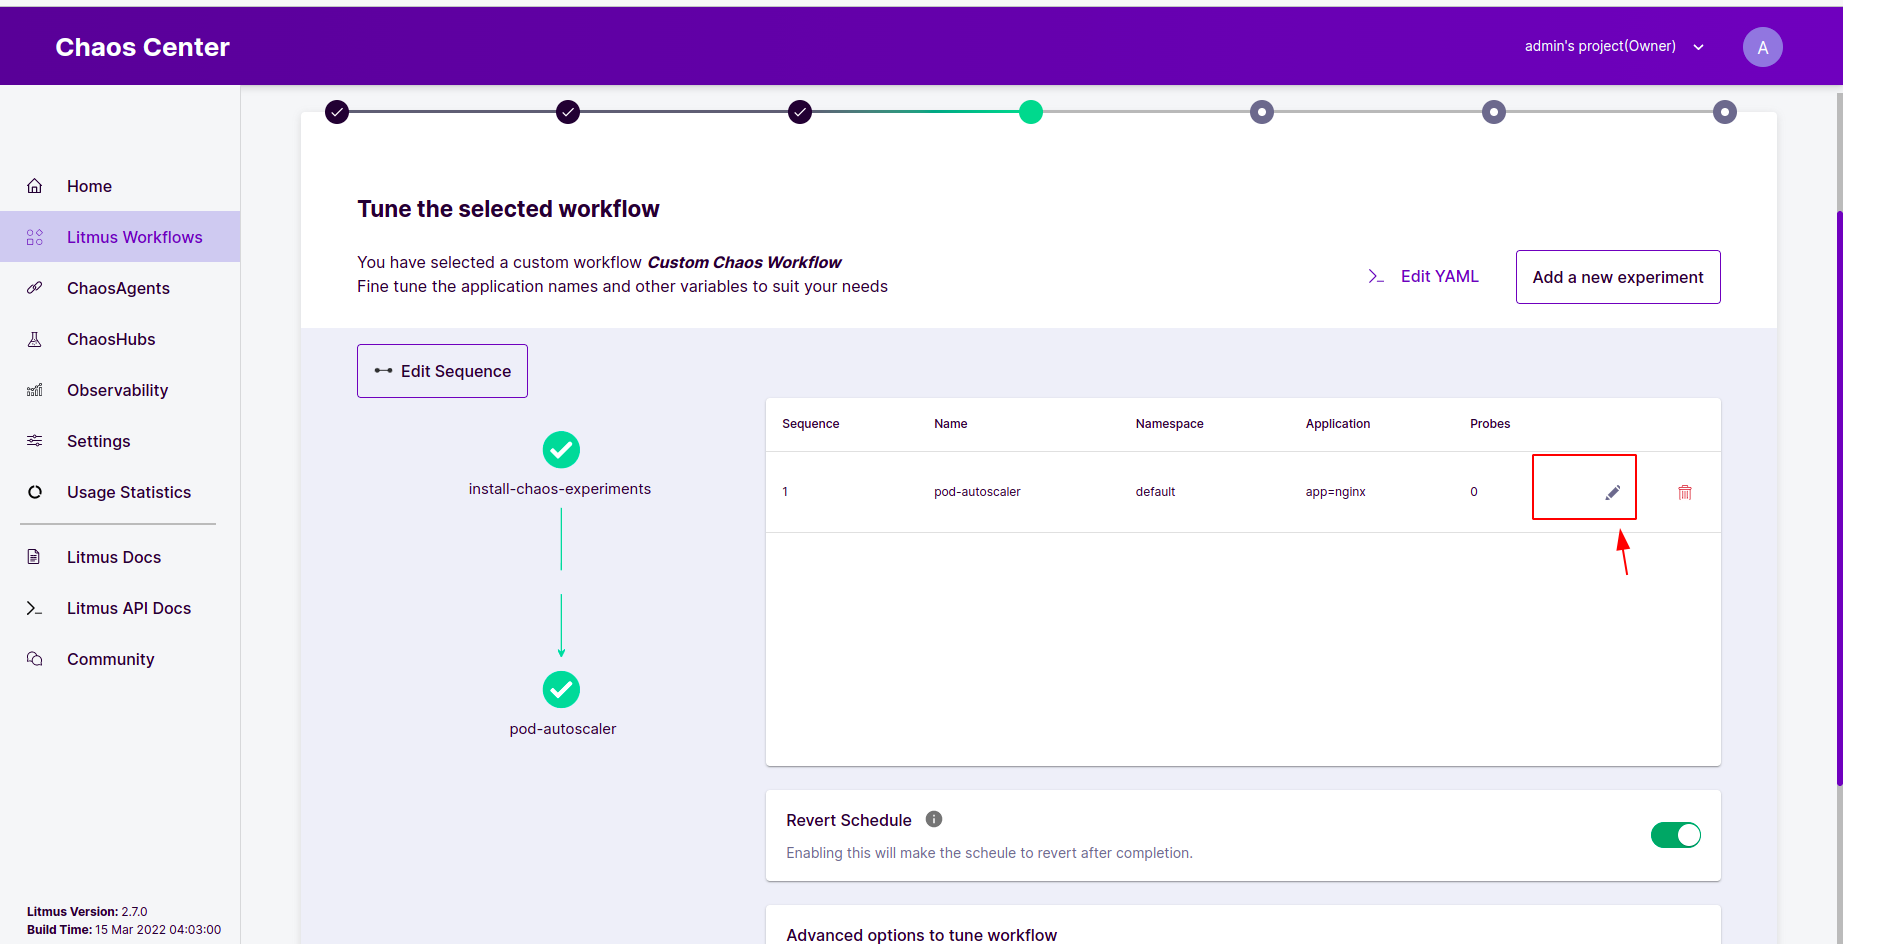 Chaos Center
admin's project(Owner)
A
Home
Litmus Workflows
ChaosAgents
ChaosHubs
Observability
Settings
Usage Statistics
Litmus Docs
Litmus API Docs
Community
Litmus Version: 2.7.0
Build Time: 15 Mar 2022 04:03:00
Tune the selected workflow
You have selected a custom workflow Custom Chaos Workflow
Fine tune the application names and other variables to suit your needs
Edit YAML
Add a new experiment
Edit Sequence
install-chaos-experiments
pod-autoscaler
Sequence Name Namespace Application Probes
1 pod-autoscaler default app=nginx 0
Revert Schedule
Enabling this will make the scheule to revert after completion.
Advanced options to tune workflow